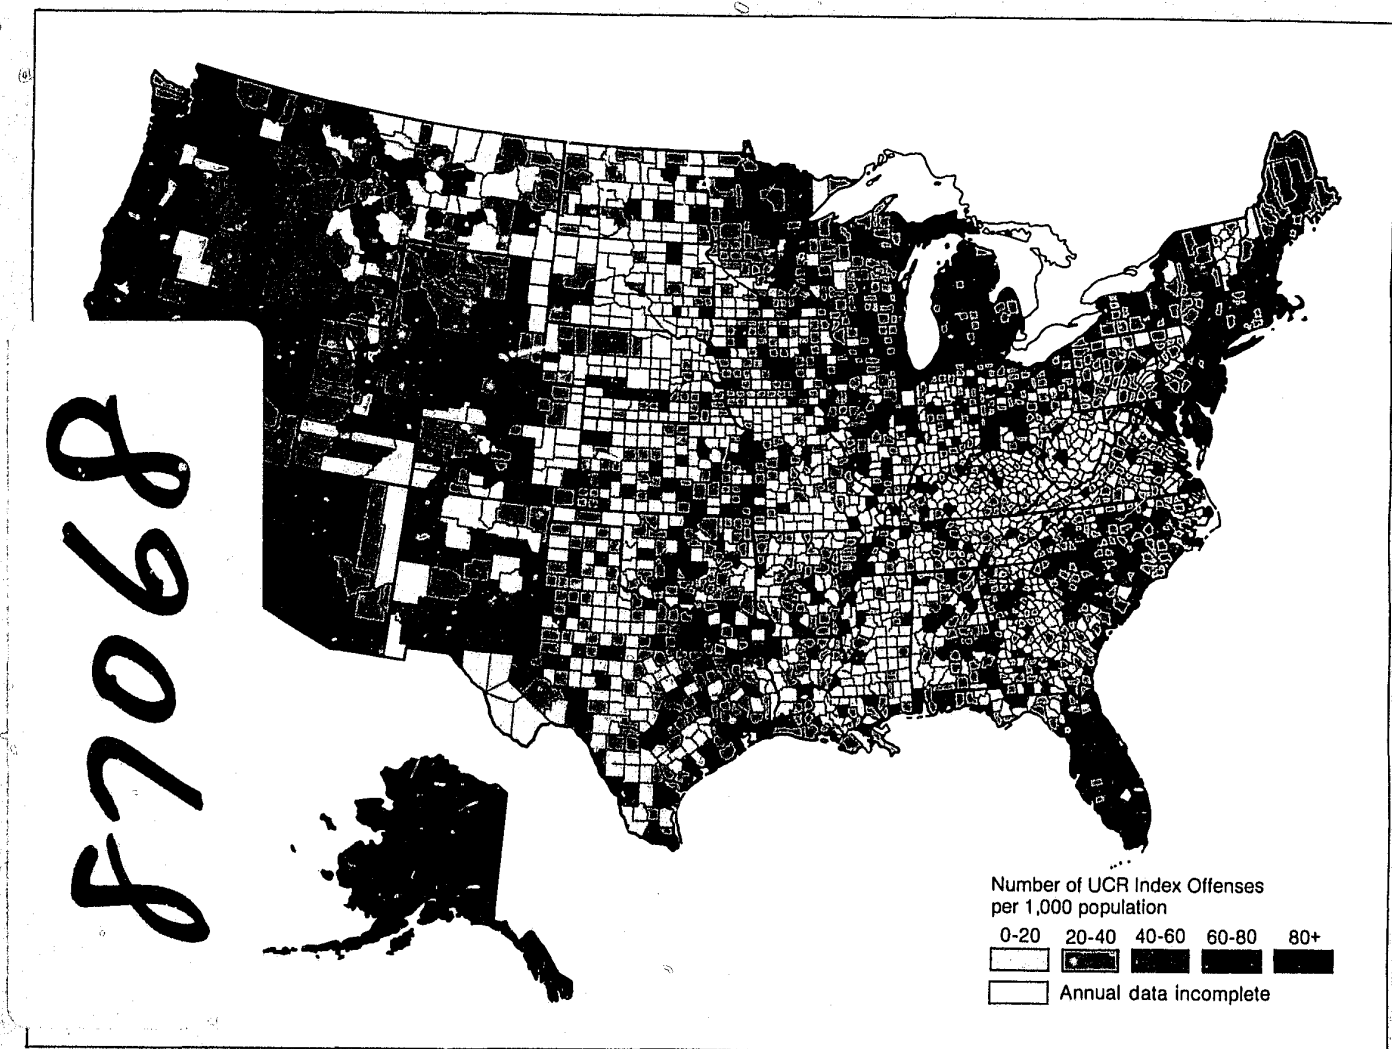 87068
Number of UCR Index Offenses
per 1,000 population
0-20 20-40 40-60 60-80 80+
Annual data incomplete